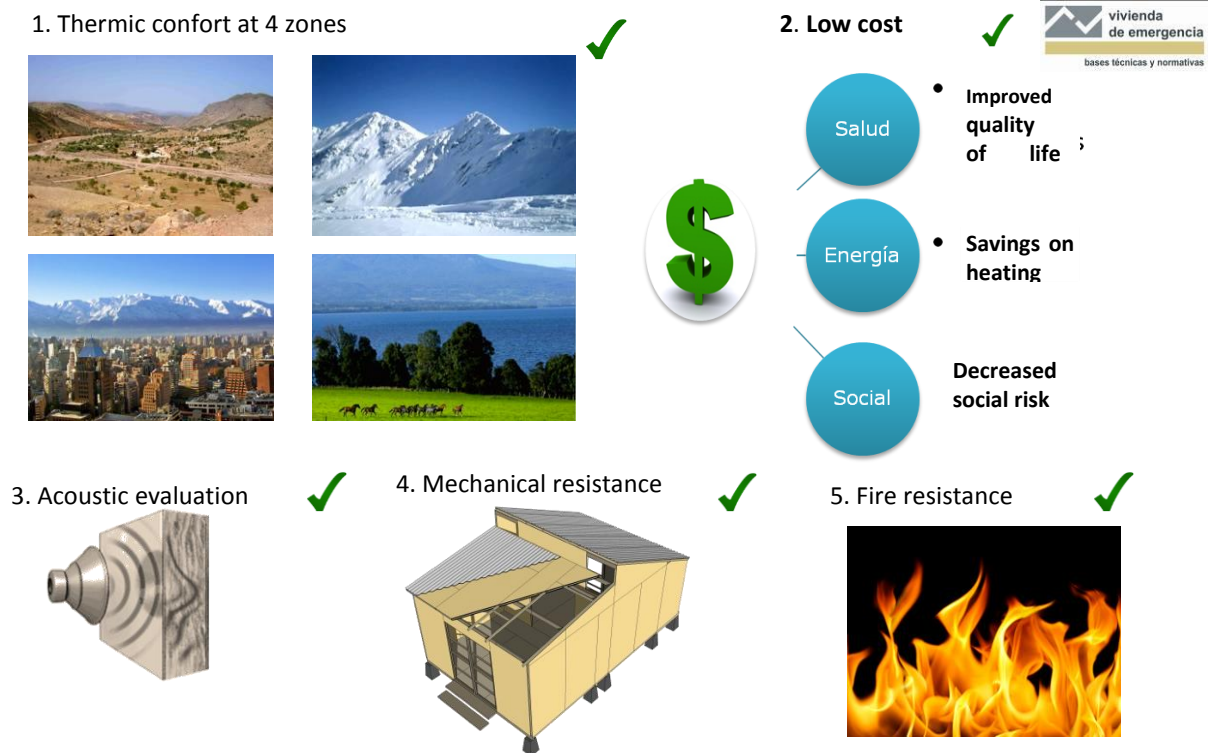 1. Thermic confort at 4 zones
2. Low cost
vivienda
de emergencia
bases técnicas y normativas
Salud
• Improved
quality
of life
s
Energía
• Savings on
heating
Social
Decreased
social risk
3. Acoustic evaluation
4. Mechanical resistance
5. Fire resistance